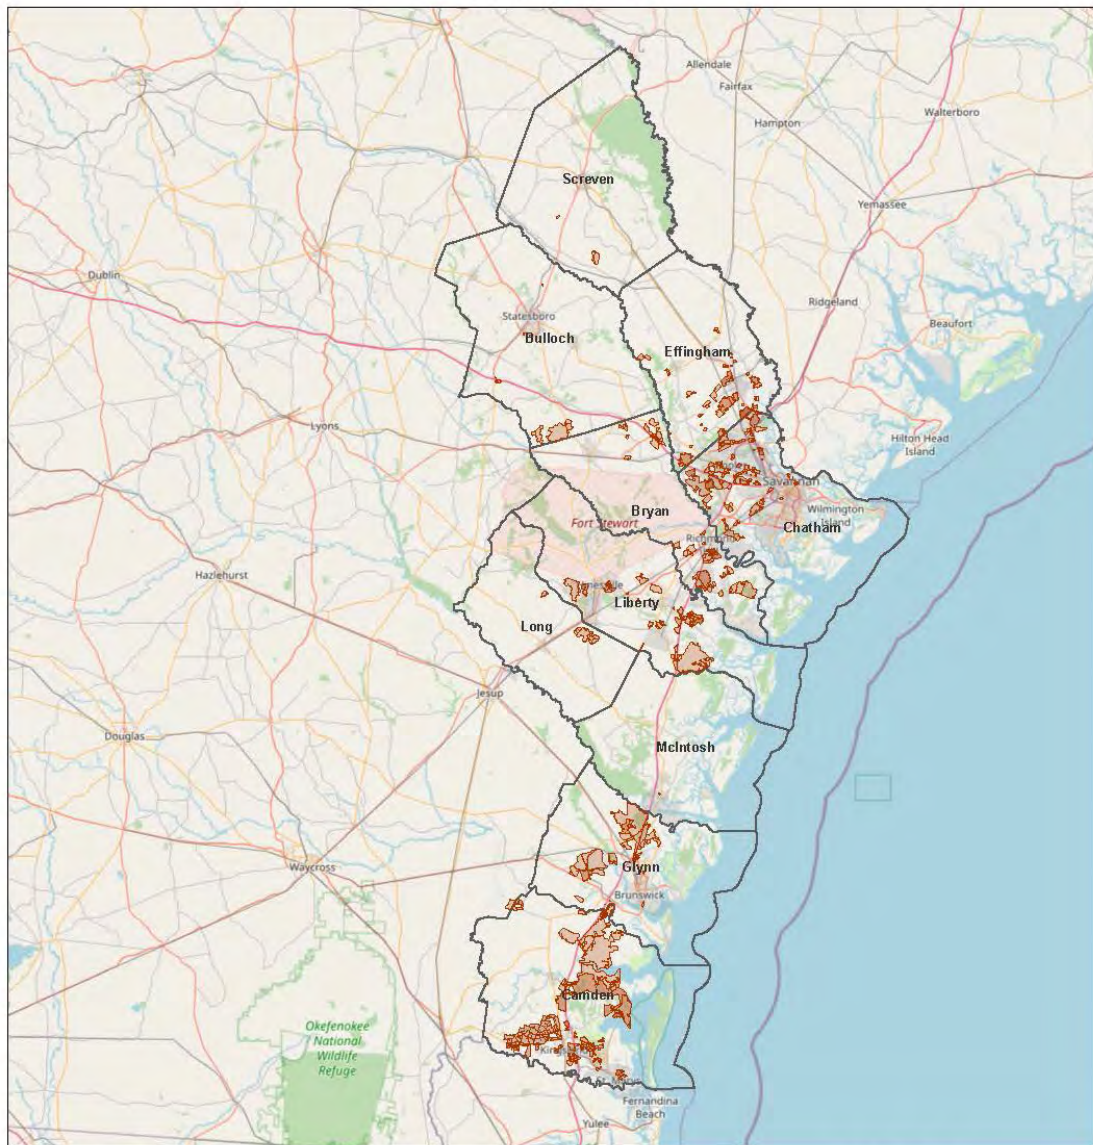 Allendale
Fairfax
Hampton
Walterboro
Screven
Yemassee
Dublin
Ridgeland
Statesboro
Beaufort
Bulloch
Effingham
Lyons
Hilton Head
Island
Savannah
Wilmington
Island
Bryan
Fort Stewart
Chatham
Hazlehurst
Liberty
Long
Jesup
Douglas
McIntosh
Waycross
Glynn
Brunswick
Camden
Okefenokee
National
Wildlife
Refuge
Fernandina
Beach
Yulee